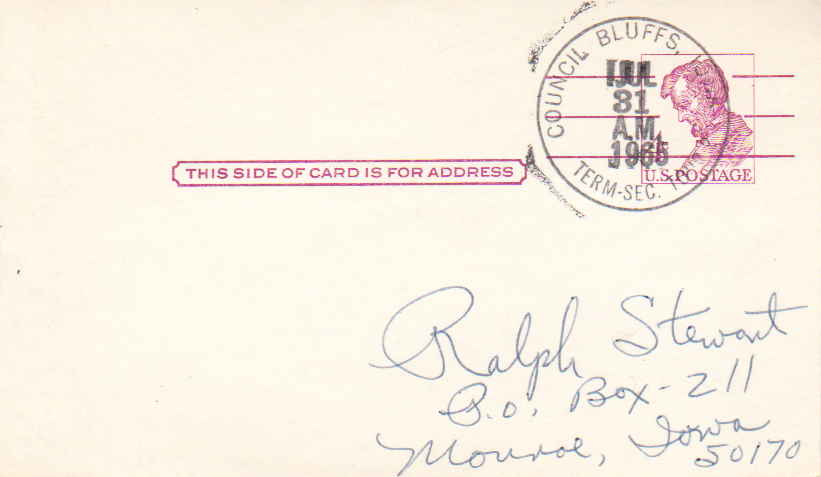 COUNCIL BLUFFS,
JUL
31
A.M.
1965
TERM-SEC.
U.S. POSTAGE
THIS SIDE OF CARD IS FOR ADDRESS
Ralph Stewart
P.O. Box-211
Monroe, Iowa
50170